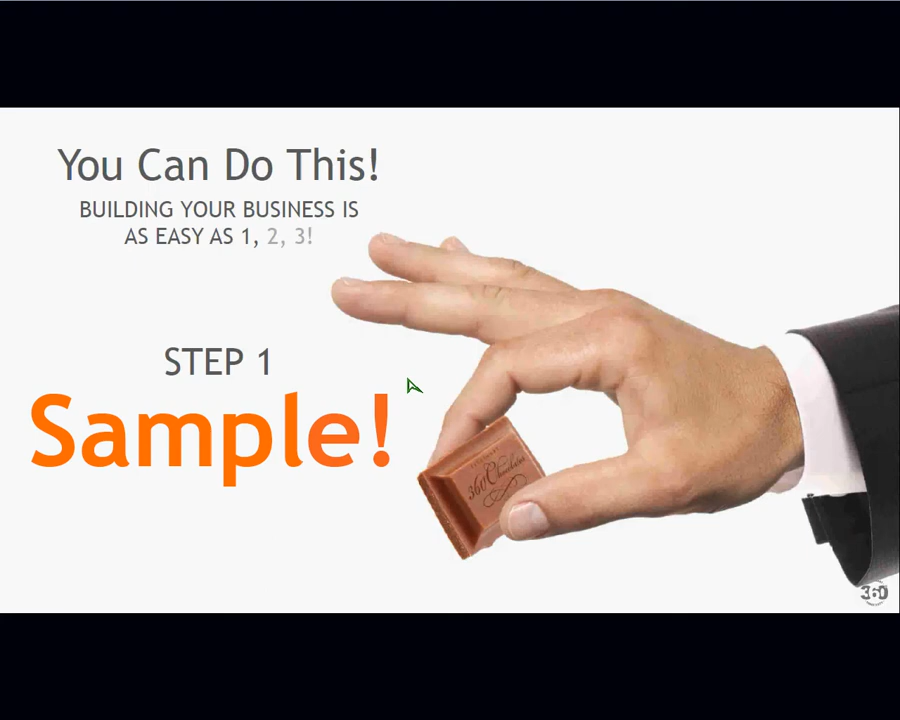 You Can Do This!
BUILDING YOUR BUSINESS IS
AS EASY AS 1, 2, 3!
STEP 1
Sample!
360 Chocolates
360